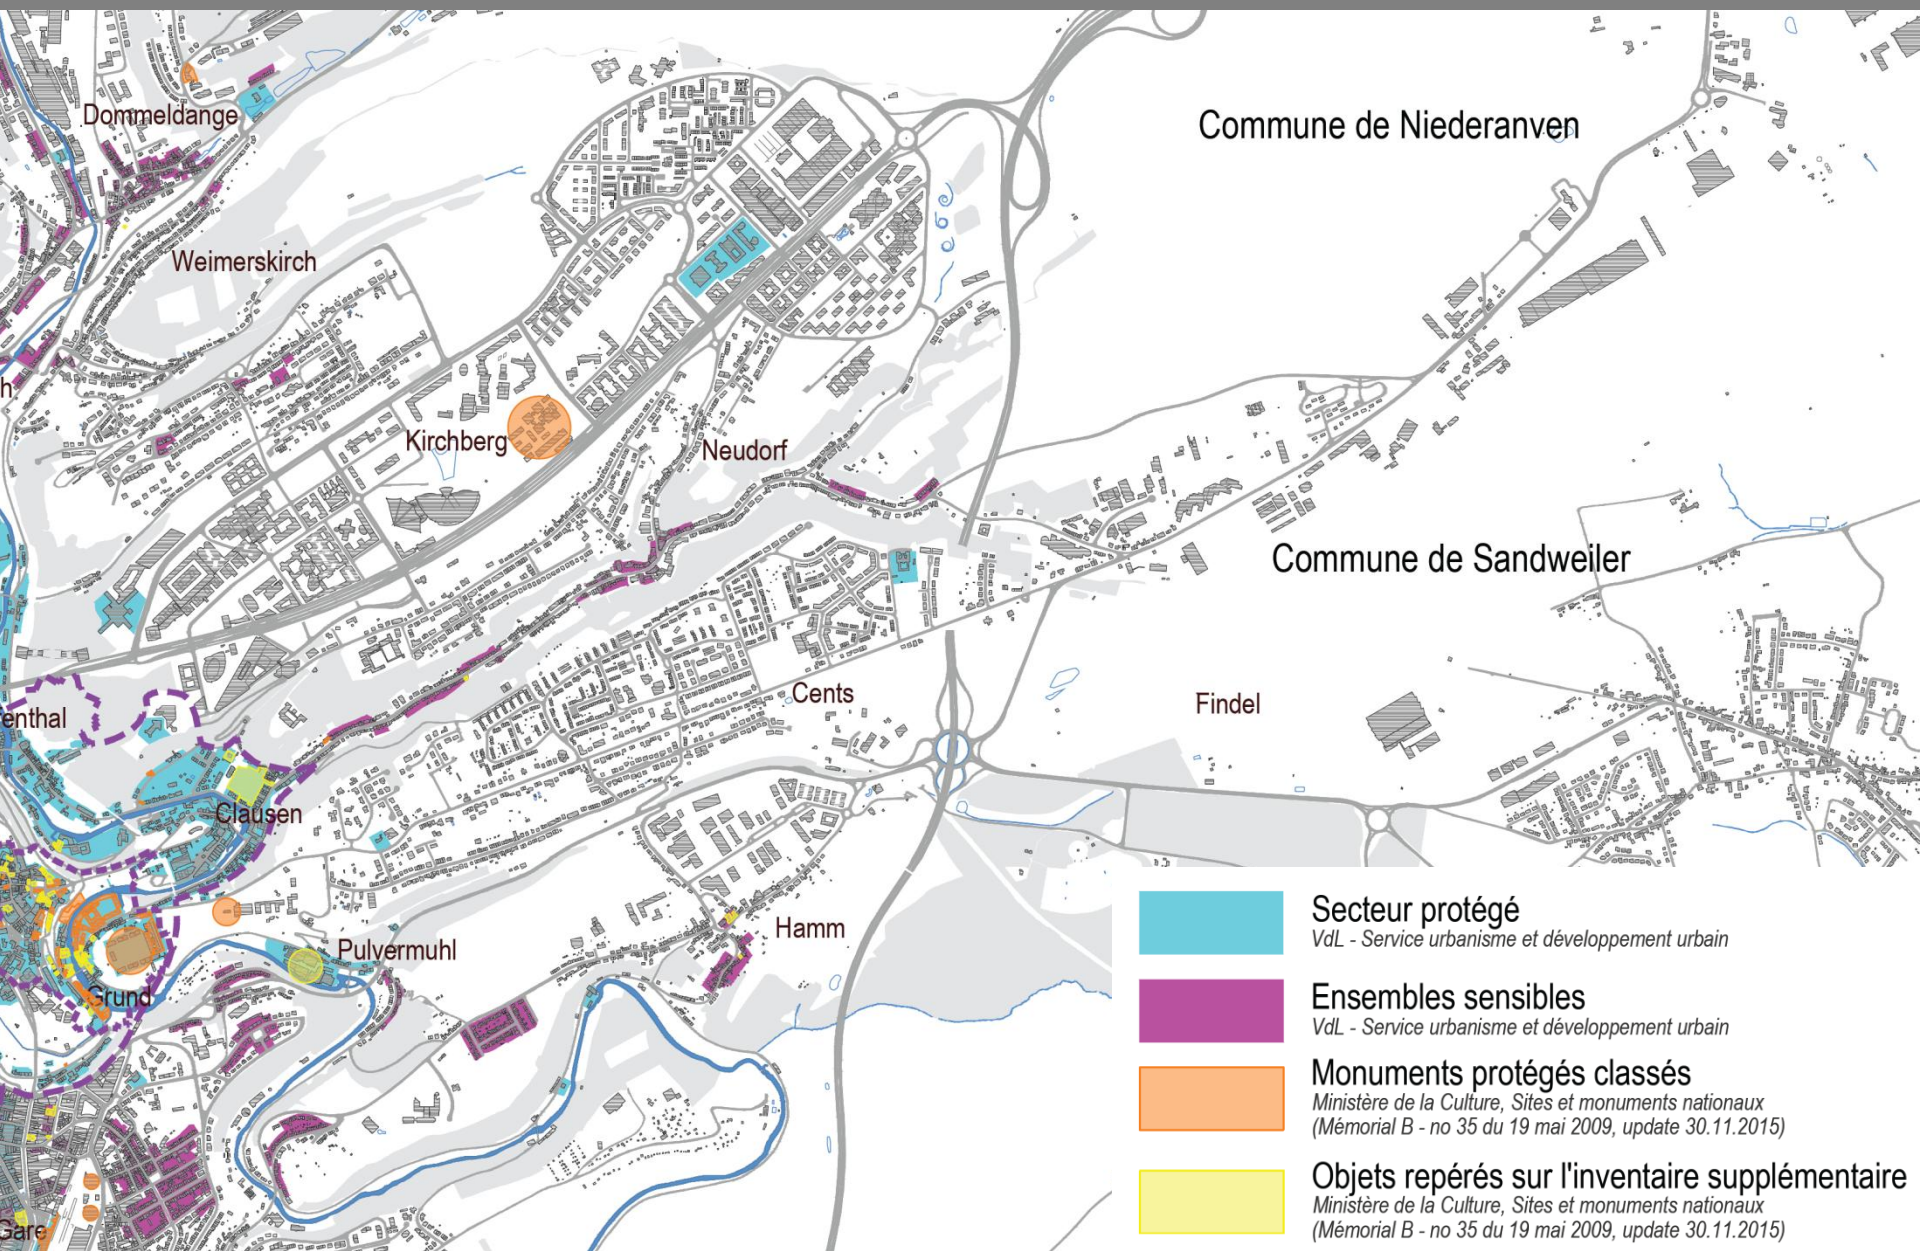 Commune de Niederanven
Dommeldange
Weimerskirch
h
Kirchberg
Neudorf
Commune de Sandweiler
Cents
Findel
enthal
Clausen
Hamm
Pulvermuhl
Grund
Gare
Secteur protégé
VdL - Service urbanisme et développement urbain
Ensembles sensibles
VdL - Service urbanisme et développement urbain
Monuments protégés classés
Ministère de la Culture, Sites et monuments nationaux
(Mémorial B - no 35 du 19 mai 2009, update 30.11.2015)
Objets repérés sur l'inventaire supplémentaire
Ministère de la Culture, Sites et monuments nationaux
(Mémorial B - no 35 du 19 mai 2009, update 30.11.2015)